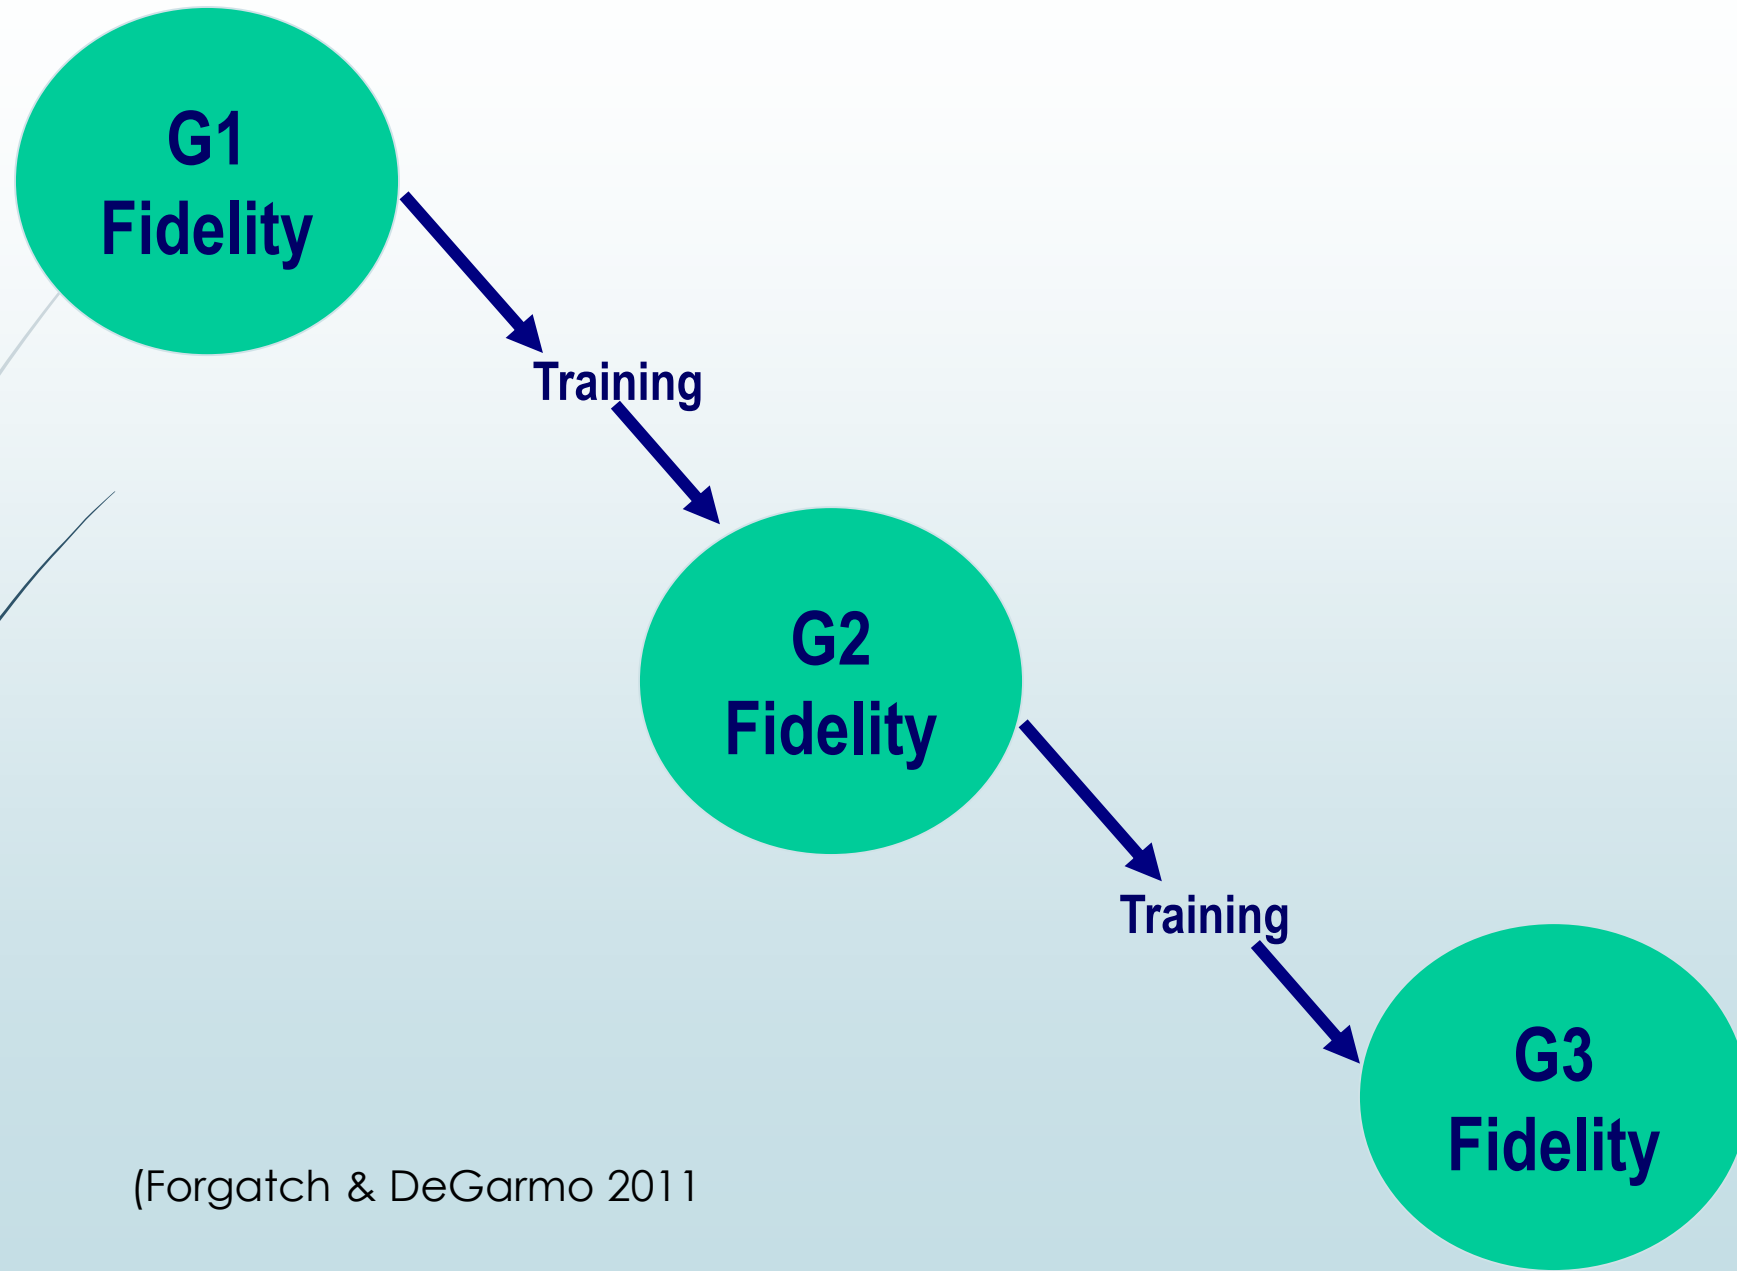 G1
Fidelity
Training
G2
Fidelity
Training
G3
Fidelity
(Forgatch & DeGarmo 2011